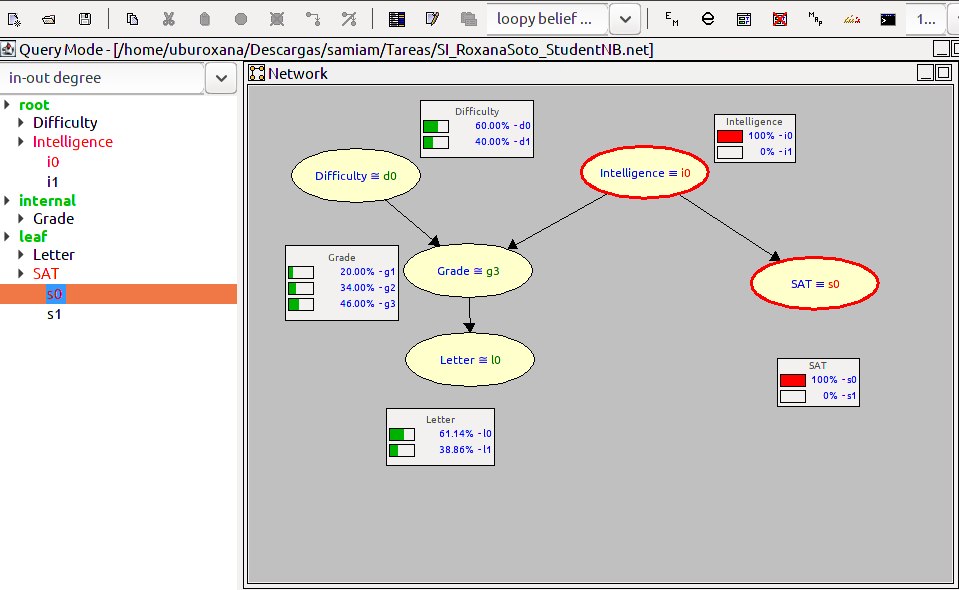 loopy belief ...
E M
M A P
1...
Query Mode - [/home/uburoxana/Descargas/samiam/Tareas/SI_RoxanaSoto_StudentNB.net]
in-out degree
root
Difficulty
Intelligence
i0
i1
internal
Grade
leaf
Letter
SAT
s0
s1
Network
Difficulty
60.00% - d0
40.00% - d1
Intelligence
100% - i0
0% - i1
Difficulty ≅ d0
Intelligence ≡ i0
Grade
20.00% - g1
34.00% - g2
46.00% - g3
Grade ≅ g3
SAT ≡ s0
Letter ≅ l0
SAT
100% - s0
0% - s1
Letter
61.14% - l0
38.86% - l1